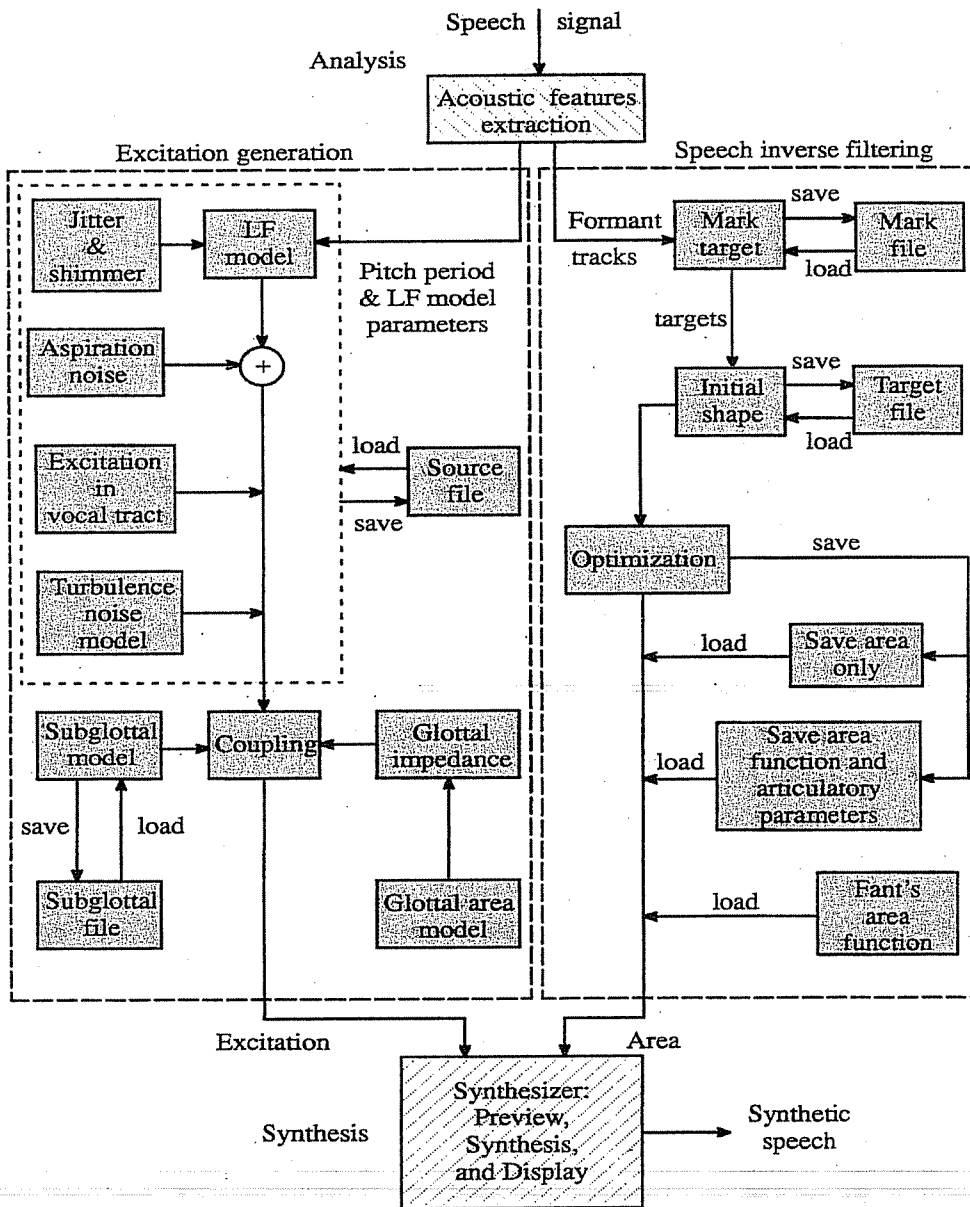 Speech signal
Analysis
Acoustic features
extraction
Excitation generation
Speech inverse filtering
Jitter
&
shimmer
LF
model
Pitch period
& LF model
parameters
Aspiration
noise
+
Excitation
in
vocal tract
load
Source
file
save
Turbulence
noise
model
Subglottal
model
Coupling
Glottal
impedance
save
load
Subglottal
file
Glottal area
model
Formant
tracks
Mark
target
save
Mark
file
load
targets
Initial
shape
save
Target
file
load
Optimization
save
load
Save area
only
load
Save area
function and
articulatory
parameters
load
Fant's
area
function
Excitation
Area
Synthesis
Synthesizer:
Preview,
Synthesis,
and Display
Synthetic
speech